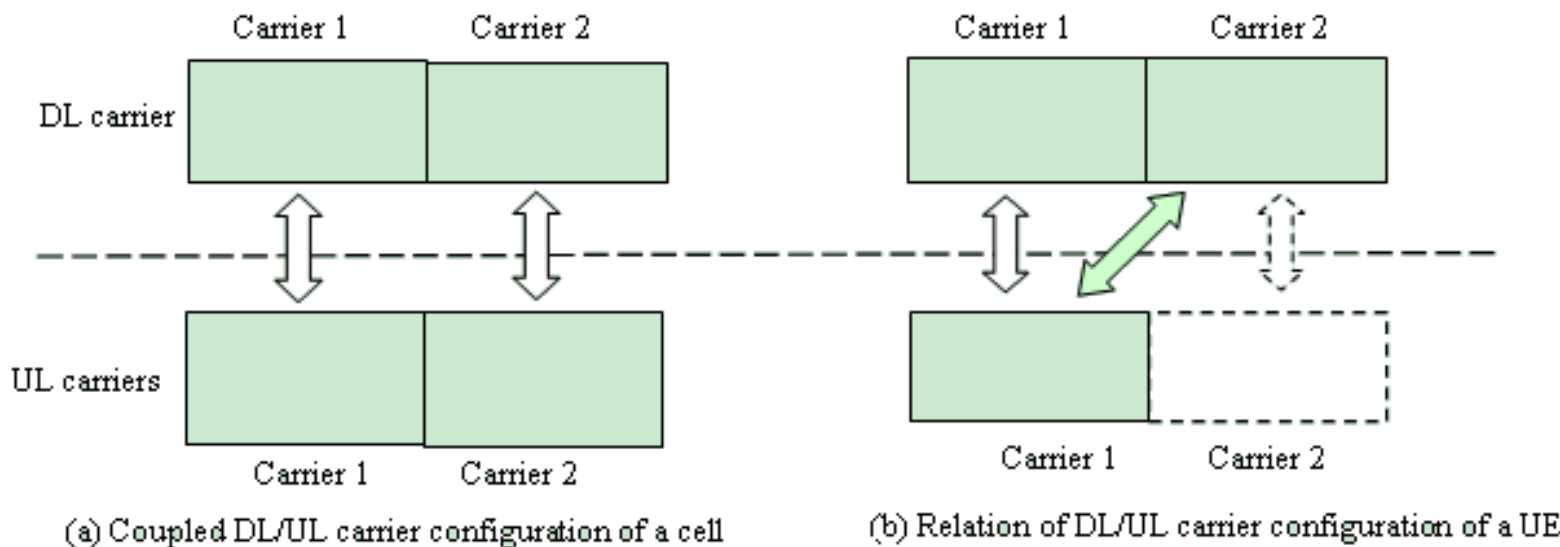 Carrier 1 Carrier 2 Carrier 1 Carrier 2
DL carrier
UL carriers
Carrier 1 Carrier 2 Carrier 1 Carrier 2
(a) Coupled DL/UL carrier configuration of a cell
(b) Relation of DL/UL carrier configuration of a UE